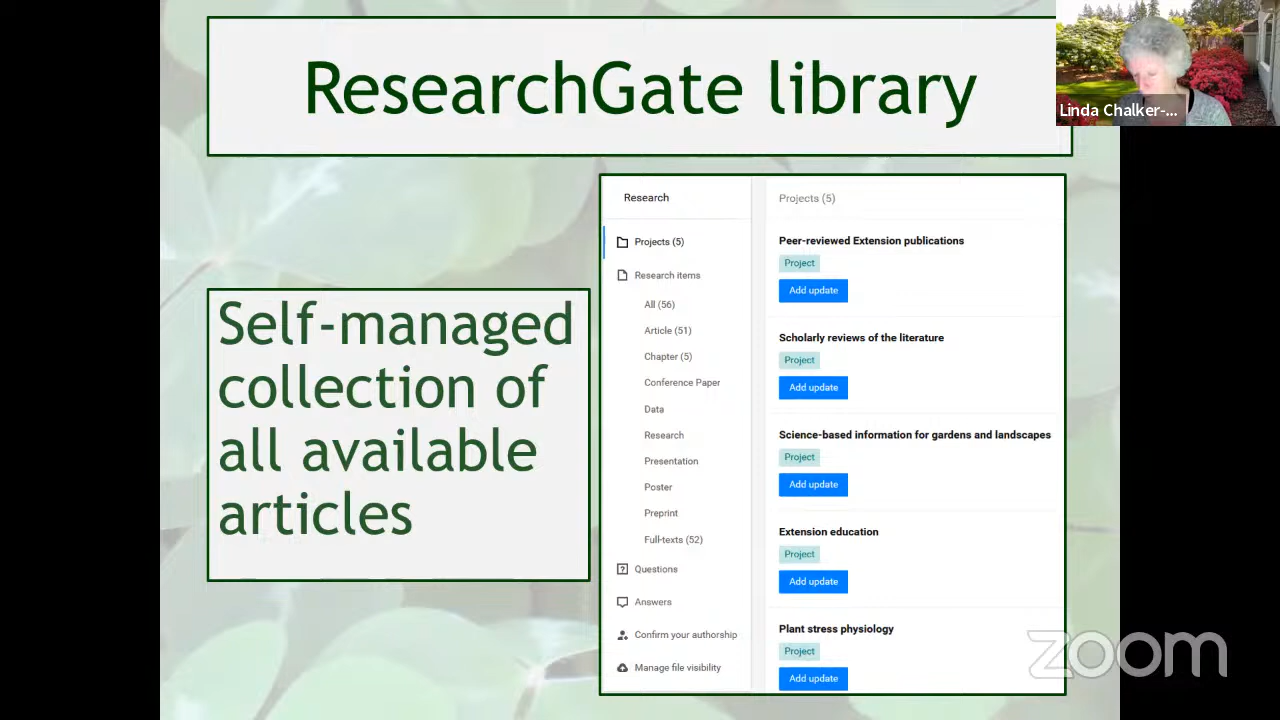 ResearchGate library
Linda Chalker-...
Self-managed
collection of
all available
articles
Research
Projects (5)
Research items
All (56)
Article (51)
Chapter (5)
Conference Paper
Data
Research
Presentation
Poster
Preprint
Full-texts (52)
Questions
Answers
Confirm your authorship
Manage file visibility
Projects (5)
Peer-reviewed Extension publications
Project
Add update
Scholarly reviews of the literature
Project
Add update
Science-based information for gardens and landscapes
Project
Add update
Extension education
Project
Add update
Plant stress physiology
Project
Add update
zoom